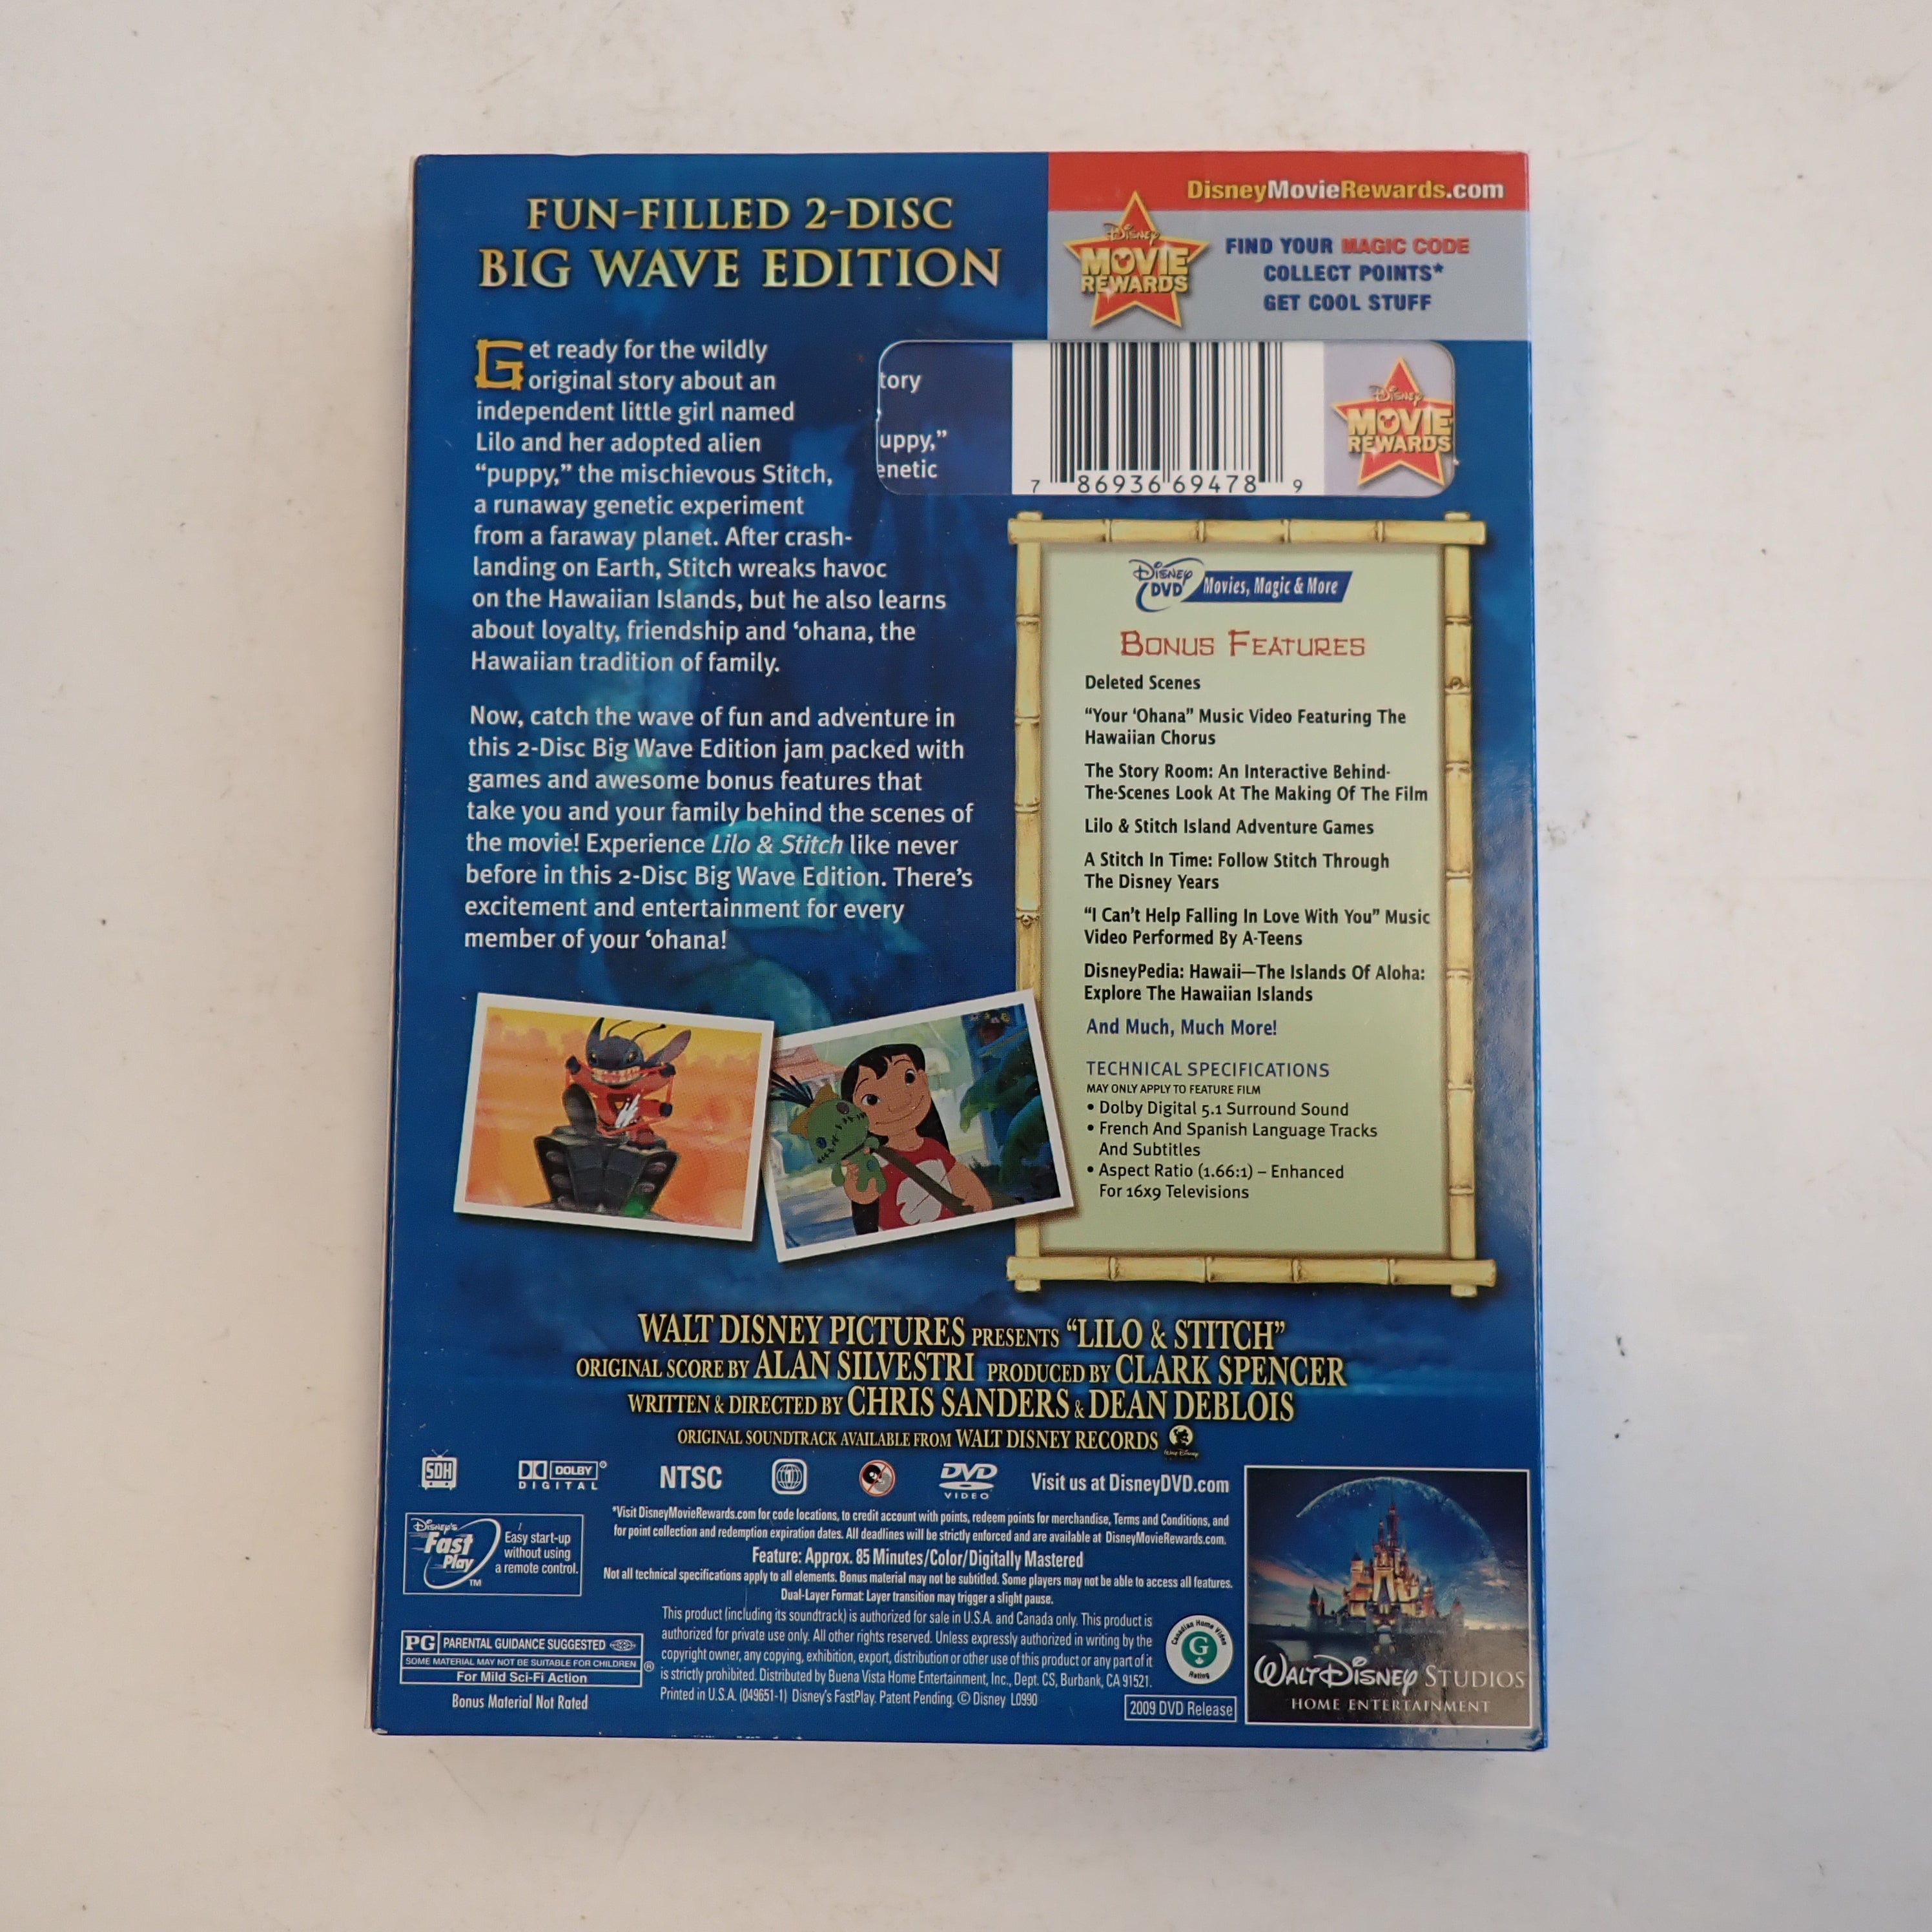 FUN-FILLED 2-DISC
BIG WAVE EDITION
DisneyMovieRewards.com
Disney
MOVIE
REWARDS
FIND YOUR MAGIC CODE
COLLECT POINTS*
GET COOL STUFF
Get ready for the wildly
original story about an
independent little girl named
Lilo and her adopted alien
“puppy,” the mischievous Stitch,
a runaway genetic experiment
from a faraway planet. After crash-
landing on Earth, Stitch wreaks havoc
on the Hawaiian Islands, but he also learns
about loyalty, friendship and ‘ohana, the
Hawaiian tradition of family.
Now, catch the wave of fun and adventure in
this 2-Disc Big Wave Edition jam packed with
games and awesome bonus features that
take you and your family behind the scenes of
the movie! Experience Lilo & Stitch like never
before in this 2-Disc Big Wave Edition. There’s
excitement and entertainment for every
member of your ‘ohana!
tory
uppy,”
enetic
7 86936 69478 9
Disney
MOVIE
REWARDS
Disney
DVD Movies, Magic & More
BONUS FEATURES
Deleted Scenes
“Your ‘Ohana” Music Video Featuring The
Hawaiian Chorus
The Story Room: An Interactive Behind-
The-Scenes Look At The Making Of The Film
Lilo & Stitch Island Adventure Games
A Stitch In Time: Follow Stitch Through
The Disney Years
“I Can’t Help Falling In Love With You” Music
Video Performed By A-Teens
DisneyPedia: Hawaii—The Islands Of Aloha:
Explore The Hawaiian Islands
And Much, Much More!
TECHNICAL SPECIFICATIONS
MAY ONLY APPLY TO FEATURE FILM
• Dolby Digital 5.1 Surround Sound
• French And Spanish Language Tracks
And Subtitles
• Aspect Ratio (1.66:1) – Enhanced
For 16x9 Televisions
WALT DISNEY PICTURES PRESENTS “LILO & STITCH”
ORIGINAL SCORE BY ALAN SILVESTRI PRODUCED BY CLARK SPENCER
WRITTEN & DIRECTED BY CHRIS SANDERS & DEAN DEBLOIS
ORIGINAL SOUNDTRACK AVAILABLE FROM WALT DISNEY RECORDS
SDH
DOLBY
DIGITAL
NTSC
1
DVD
VIDEO
Visit us at DisneyDVD.com
Disney's
Fast
Play
TM
Easy start-up
without using
a remote control.
*Visit DisneyMovieRewards.com for code locations, to credit account with points, redeem points for merchandise, Terms and Conditions, and
for point collection and redemption expiration dates. All deadlines will be strictly enforced and are available at DisneyMovieRewards.com.
Feature: Approx. 85 Minutes/Color/Digitally Mastered
Not all technical specifications apply to all elements. Bonus material may not be subtitled. Some players may not be able to access all features.
Dual-Layer Format: Layer transition may trigger a slight pause.
This product (including its soundtrack) is authorized for sale in U.S.A. and Canada only. This product is
authorized for private use only. All other rights reserved. Unless expressly authorized in writing by the
copyright owner, any copying, exhibition, export, distribution or other use of this product or any part of it
is strictly prohibited. Distributed by Buena Vista Home Entertainment, Inc., Dept. CS, Burbank, CA 91521.
Printed in U.S.A. (049651-1) Disney’s FastPlay. Patent Pending. © Disney L0990
PG PARENTAL GUIDANCE SUGGESTED
SOME MATERIAL MAY NOT BE SUITABLE FOR CHILDREN ®
For Mild Sci-Fi Action
Bonus Material Not Rated
Canadian Home Video
G
Rating
2009 DVD Release
WALT DISNEY STUDIOS
HOME ENTERTAINMENT